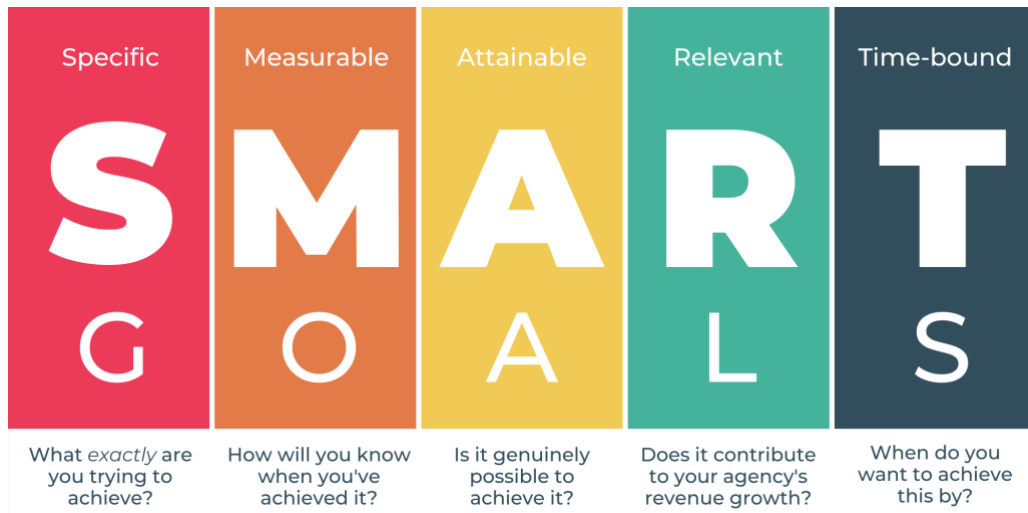 Specific Measurable Attainable Relevant Time-bound
S M A R T
G O A L S
What exactly are
you trying to
achieve?
How will you know
when you've
achieved it?
Is it genuinely
possible to
achieve it?
Does it contribute
to your agency's
revenue growth?
When do you
want to achieve
this by?